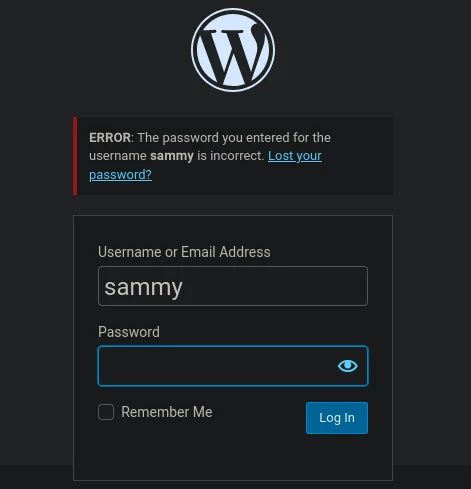 ERROR: The password you entered for the
username sammy is incorrect. Lost your
password?
Username or Email Address
sammy
Password
Remember Me
Log In